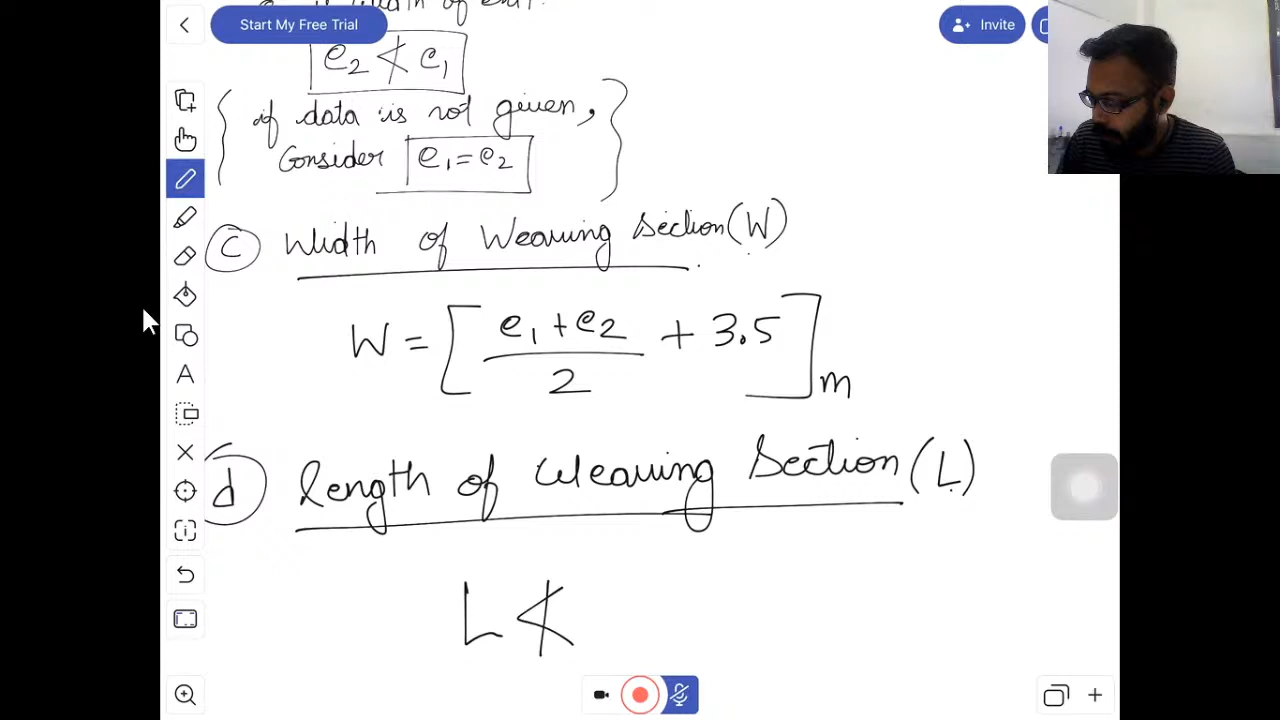 Start My Free Trial
Invite
e₂ ≮ e₁
if data is not given,
Consider e₁ = e₂
(c) Width of Weaving Section (W)
W = [ (e₁ + e₂)/2 + 3.5 ] m
(d) Length of Weaving Section (L)
L ≮
A